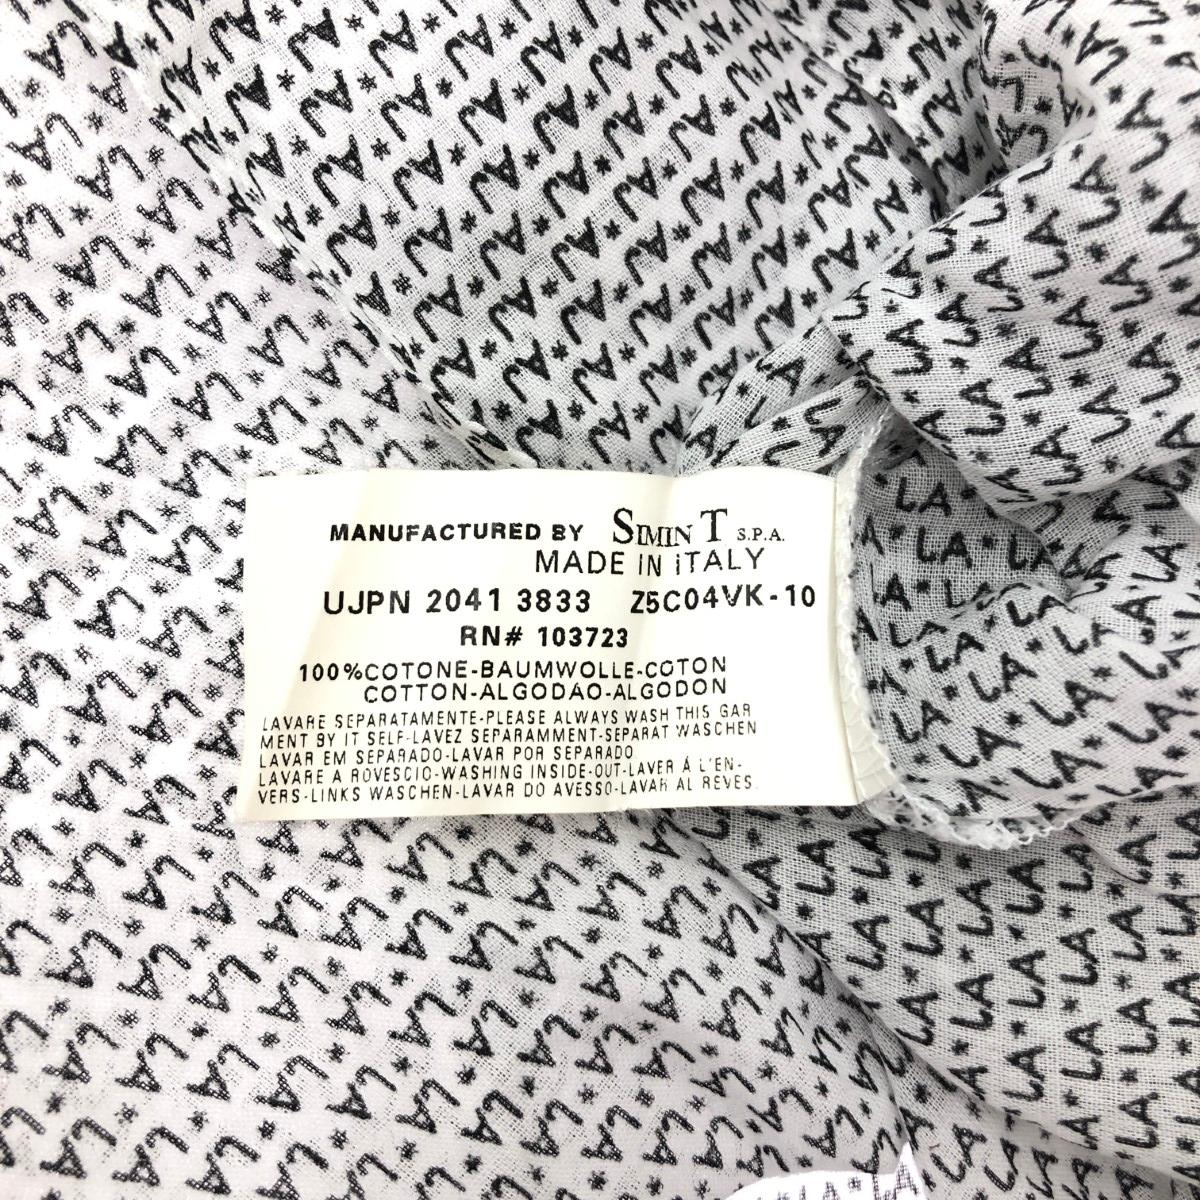 MANUFACTURED BY SIMINT S.P.A.
MADE IN ITALY
UJPN 2041 3833 Z5C04VK-10
RN# 103723
100%COTONE-BAUMWOLLE-COTON
COTTON-ALGODAO-ALGODON
LAVARE SEPARATAMENTE-PLEASE ALWAYS WASH THIS GAR
MENT BY IT SELF-LAVEZ SEPARAMMENT-SEPARAT WASCHEN
LAVAR EM SEPARADO-LAVAR POR SEPARADO
LAVARE A ROVESCIO-WASHING INSIDE-OUT-LAVER Á L'EN-
VERS-LINKS WASCHEN-LAVAR DO AVESSO-LAVAR AL REVES.